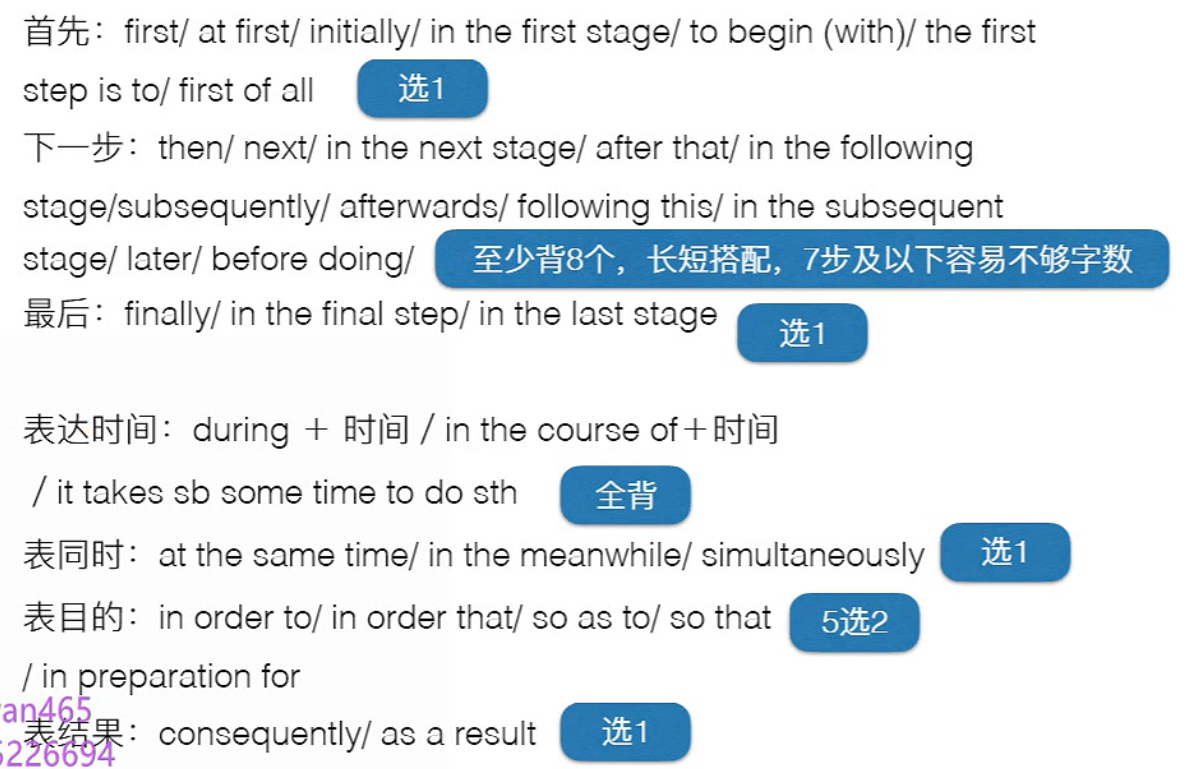 首先：first/ at first/ initially/ in the first stage/ to begin (with)/ the first
step is to/ first of all 选1
下一步：then/ next/ in the next stage/ after that/ in the following
stage/subsequently/ afterwards/ following this/ in the subsequent
stage/ later/ before doing/ 至少背8个，长短搭配，7步及以下容易不够字数
最后：finally/ in the final step/ in the last stage 选1
表达时间：during ＋ 时间 / in the course of＋时间
/ it takes sb some time to do sth 全背
表同时：at the same time/ in the meanwhile/ simultaneously 选1
表目的：in order to/ in order that/ so as to/ so that 5选2
/ in preparation for
an465
表结果：consequently/ as a result 选1
5226694